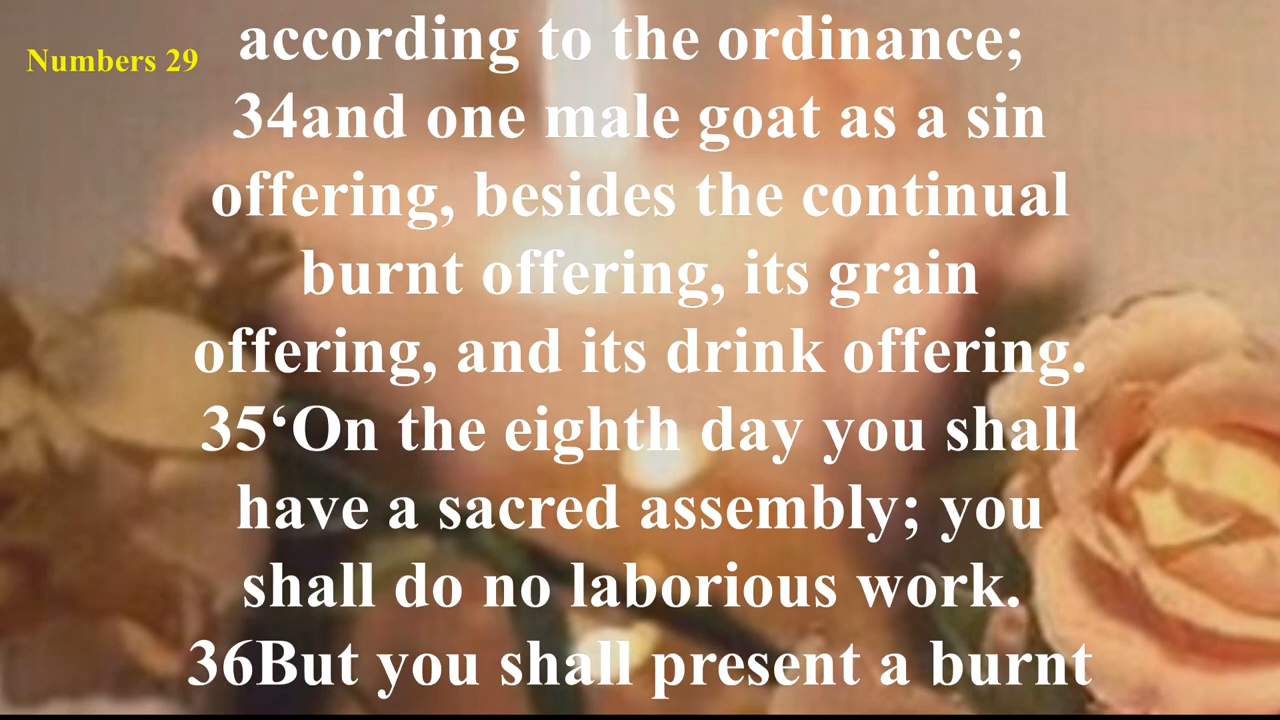 Numbers 29
according to the ordinance;
34and one male goat as a sin
offering, besides the continual
burnt offering, its grain
offering, and its drink offering.
35‘On the eighth day you shall
have a sacred assembly; you
shall do no laborious work.
36But you shall present a burnt